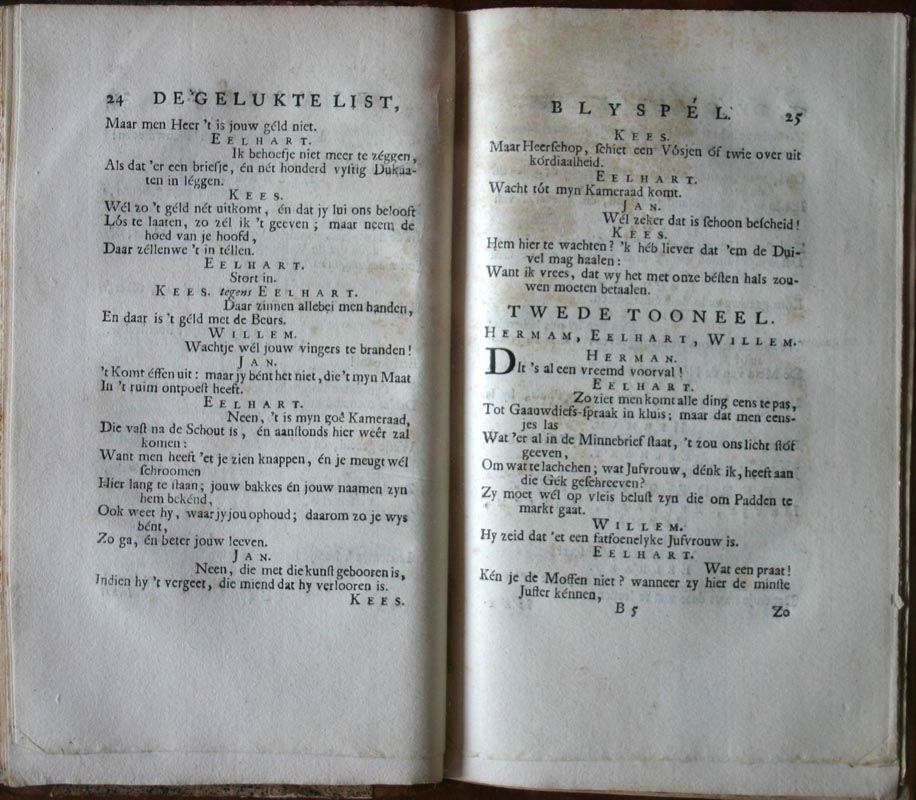 24 DE GELUKTE LIST,
Maar men Heer 't is jouw géld niet.
EELHART.
Ik behoefje niet meer te zéggen,
Als dat 'er een briefje, én nét honderd vyftig Dukaa-
ten in léggen.
KEES.
Wél zo 't géld nét uitkomt, én dat jy lui ons belooft
Lós te laaten, zo zél ik 't geeven; maar neem de
hoed van je hoofd,
Daar zéllenwe 't in téllen.
EELHART.
Stort in.
KEES. tegens EELHART.
Daar zinnen allebei men handen,
En daar is 't géld met de Beurs.
WILLEM.
Wachtje wél jouw vingers te branden!
JAN.
't Komt éffen uit: maar jy bént het niet, die 't myn Maat
In 't ruim ontpoest heeft.
EELHART.
Neen, 't is myn goê Kameraad,
Die vast na de Schout is, én aanstonds hier weêr zal
komen:
Want men heeft 'et je zien knappen, én je meugt wél
schroomen
Hier lang te staan; jouw bakkes én jouw naamen zyn
hem bekénd,
Ook weet hy, waar jy jou ophoud; daarom zo je wys
bént,
Zo ga, én beter jouw leeven.
JAN.
Neen, die met die kunst gebooren is,
Indien hy 't vergeet, die miend dat hy verlooren is.
KEES.
BLYSPÉL. 25
KEES.
Maar Heerschop, schiet een Vósjen óf twie over uit
kórdiaalheid.
EELHART.
Wacht tót myn Kameraad komt.
JAN.
Wél zeker dat is schoon bescheid!
KEES.
Hem hier te wachten? 'k héb liever dat 'em de Dui-
vel mag haalen:
Want ik vrees, dat wy het met onze bésten hals zou-
wen moeten betaalen.
TWEDE TOONEEL.
HERMAM, EELHART, WILLEM.
HERMAN.
DIt 's al een vreemd voorval!
EELHART.
Zo ziet men komt alle ding eens te pas,
Tot Gaauwdiefs-spraak in kluis; maar dat men eens-
jes las
Wat 'er al in de Minnebrief staat, 't zou ons licht stóf
geeven,
Om wat te lachchen; wat Jufvrouw, dénk ik, heeft aan
die Gék geschreeven?
Zy moet wél op vleis belust zyn die om Padden te
markt gaat.
WILLEM.
Hy zeid dat 'et een fatsoenelyke Jufvrouw is.
EELHART.
Wat een praat!
Kén je de Moffen niet? wanneer zy hier de minste
Juffer kénnen,
B 5 Zo